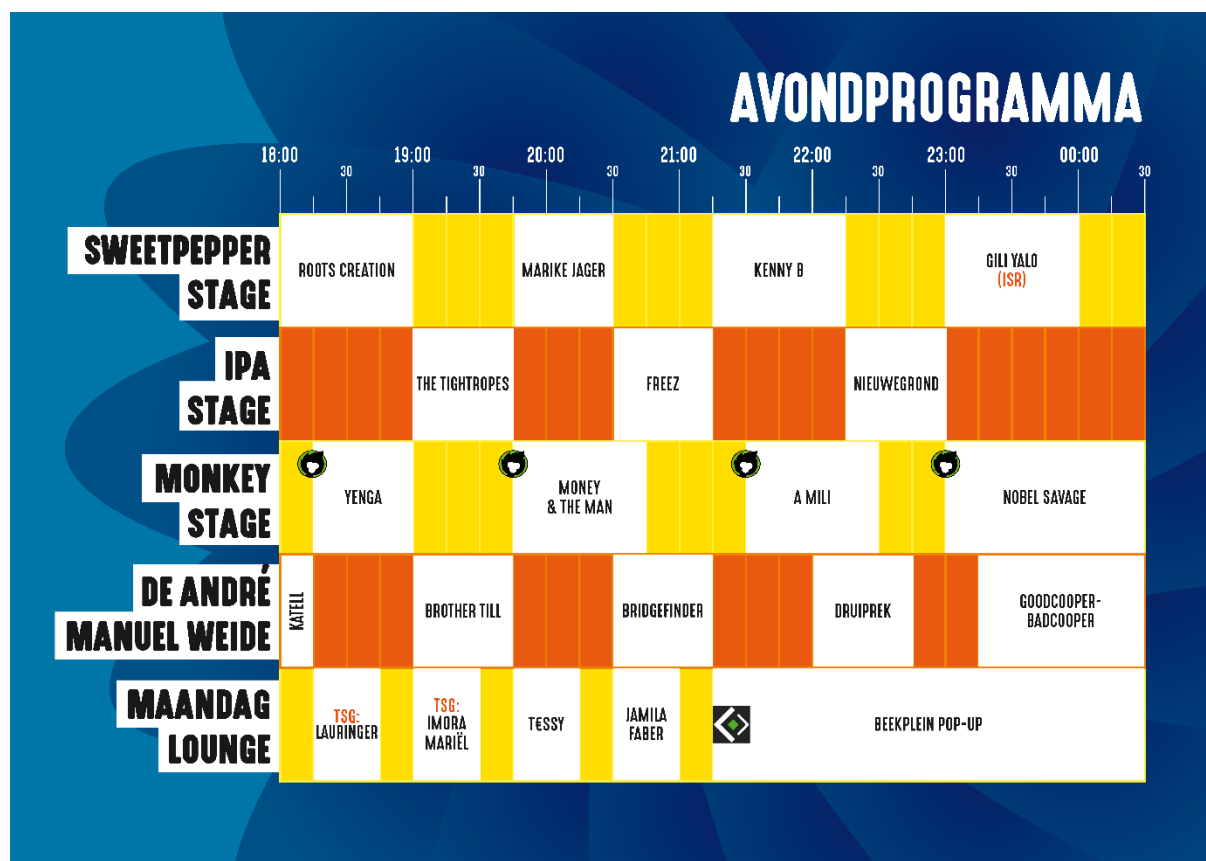 AVONDPROGRAMMA
18:00 19:00 20:00 21:00 22:00 23:00 00:00
30 30 30 30 30 30 30
SWEETPEPPER
STAGE
ROOTS CREATION
MARIKE JAGER
KENNY B
GILI YALO
(ISR)
IPA
STAGE
THE TIGHTROPES
FREEZ
NIEUWEGROND
MONKEY
STAGE
YENGA
MONEY
& THE MAN
A MILI
NOBEL SAVAGE
DE ANDRÉ
MANUEL WEIDE
KATELL
BROTHER TILL
BRIDGEFINDER
DRUIPREK
GOODCOOPER-
BADCOOPER
MAANDAG
LOUNGE
TSG:
LAURINGER
TSG:
IMORA
MARIËL
T€SSY
JAMILA
FABER
BEEKPLEIN POP-UP